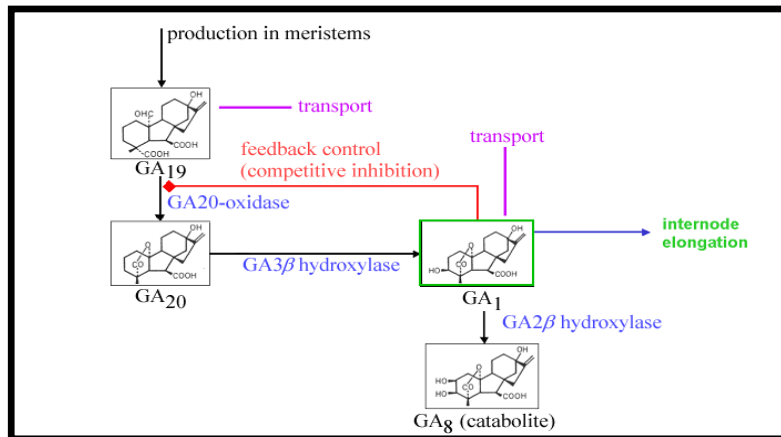 production in meristems
OH
OHC
COOH
COOH
GA19
transport
transport
feedback control
(competitive inhibition)
GA20-oxidase
OH
O
CO
COOH
GA20
GA3β hydroxylase
OH
O
CO
HO
COOH
GA1
internode
elongation
GA2β hydroxylase
OH
O
HO
CO
HO
COOH
GA8 (catabolite)